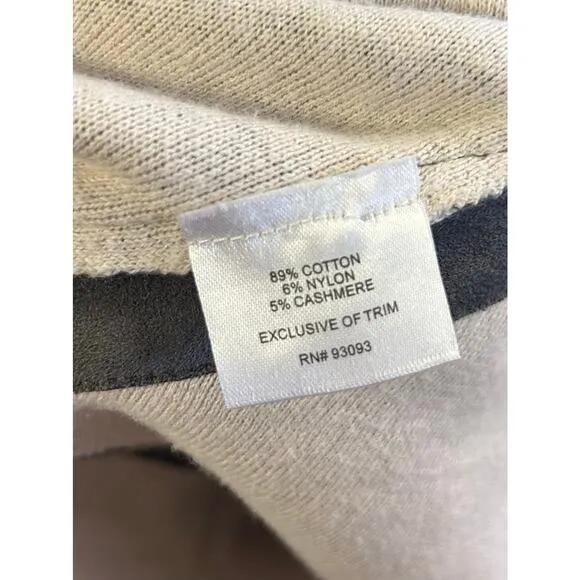 89% COTTON
6% NYLON
5% CASHMERE
EXCLUSIVE OF TRIM
RN# 93093